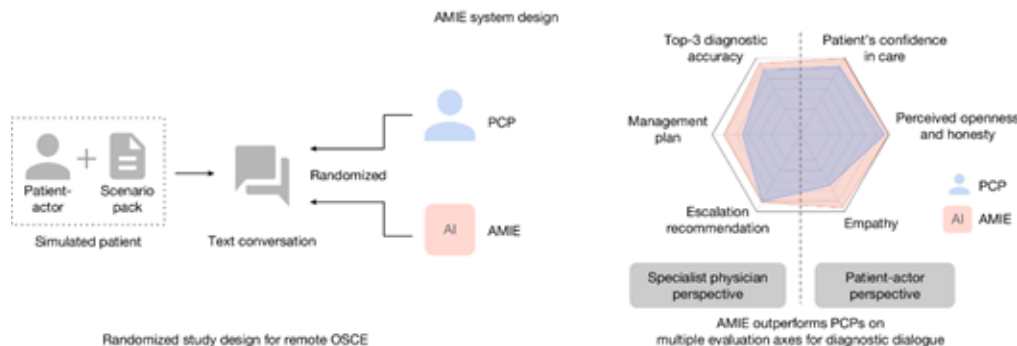 AMIE system design
Patient-
actor
Scenario
pack
Simulated patient
Text conversation
Randomized
PCP
AI
AMIE
Randomized study design for remote OSCE
Top-3 diagnostic
accuracy
Patient's confidence
in care
Management
plan
Perceived openness
and honesty
Escalation
recommendation
Empathy
PCP
AI
AMIE
Specialist physician
perspective
Patient-actor
perspective
AMIE outperforms PCPs on
multiple evaluation axes for diagnostic dialogue